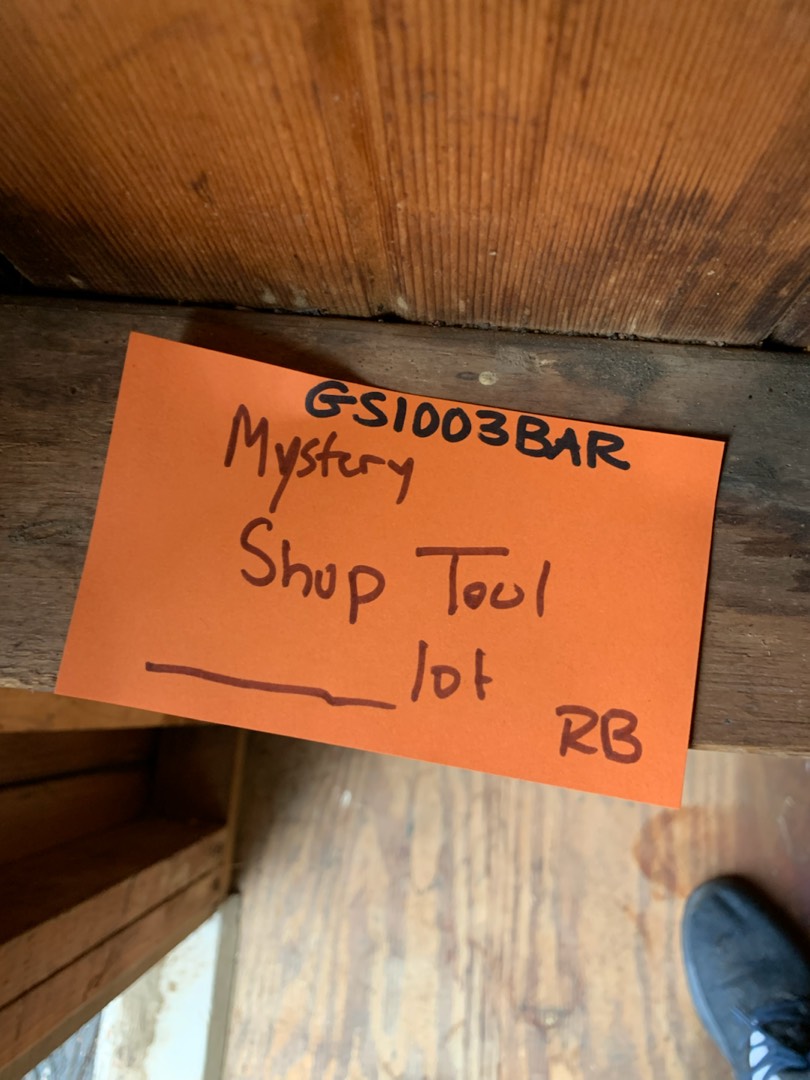 GS1003BAR
Mystery
Shop Tool
_______ lot
RB